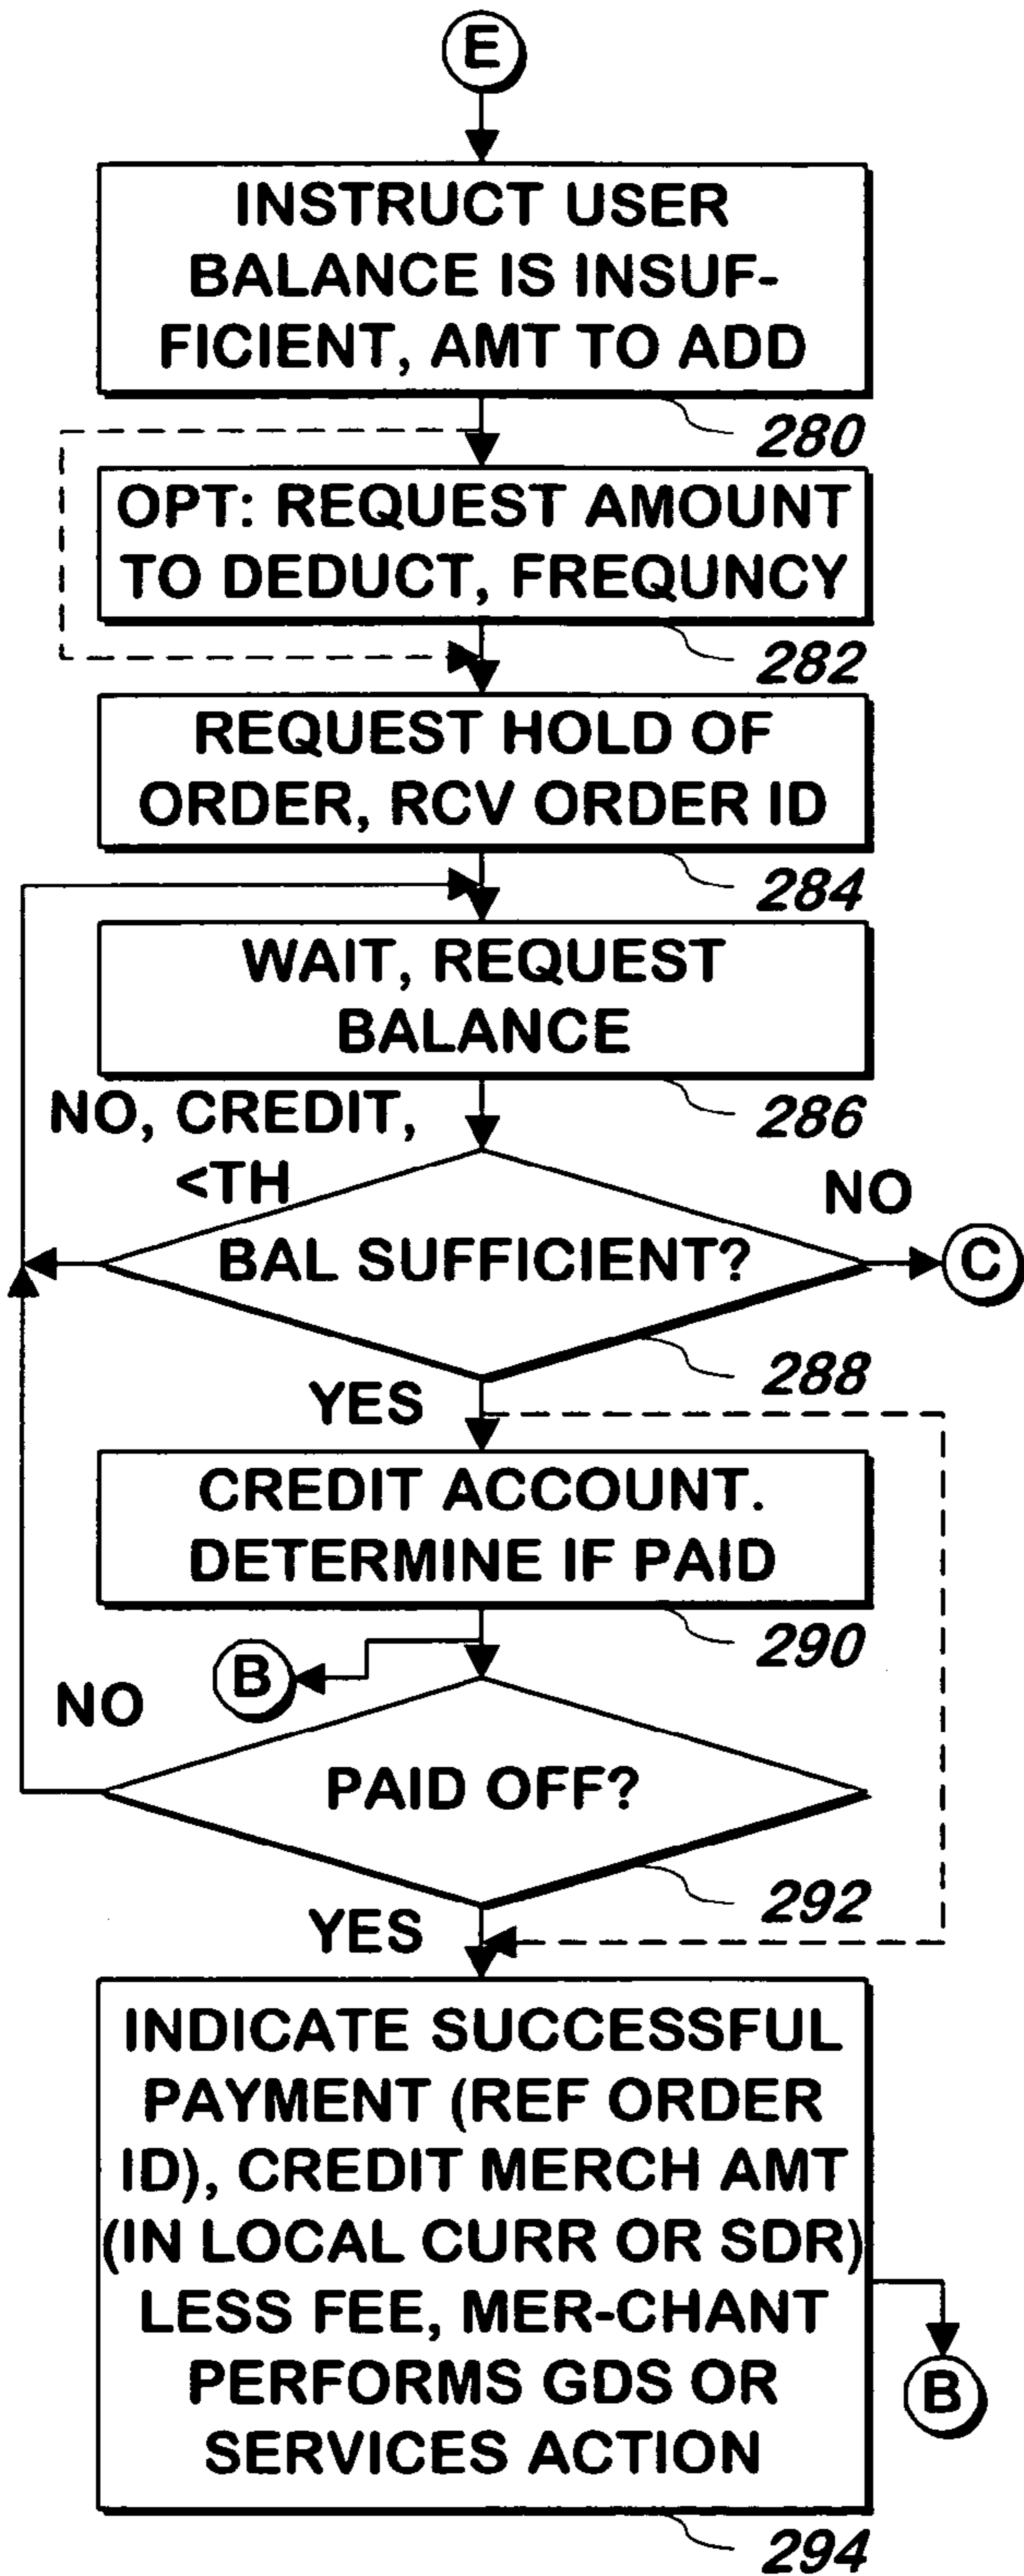 E
INSTRUCT USER
BALANCE IS INSUF-
FICIENT, AMT TO ADD
280
OPT: REQUEST AMOUNT
TO DEDUCT, FREQUNCY
282
REQUEST HOLD OF
ORDER, RCV ORDER ID
284
WAIT, REQUEST
BALANCE
286
NO, CREDIT,
<TH
NO
BAL SUFFICIENT?
C
288
YES
CREDIT ACCOUNT.
DETERMINE IF PAID
290
B
NO
PAID OFF?
292
YES
INDICATE SUCCESSFUL
PAYMENT (REF ORDER
ID), CREDIT MERCH AMT
(IN LOCAL CURR OR SDR)
LESS FEE, MER-CHANT
PERFORMS GDS OR
SERVICES ACTION
B
294